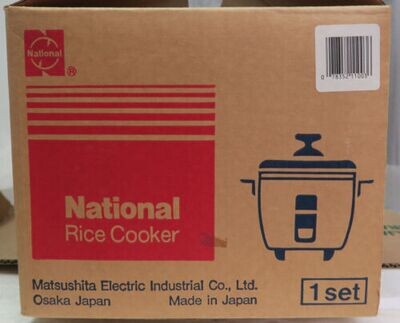 National
®
National
Rice Cooker
Matsushita Electric Industrial Co., Ltd.
Osaka Japan Made in Japan
1 set